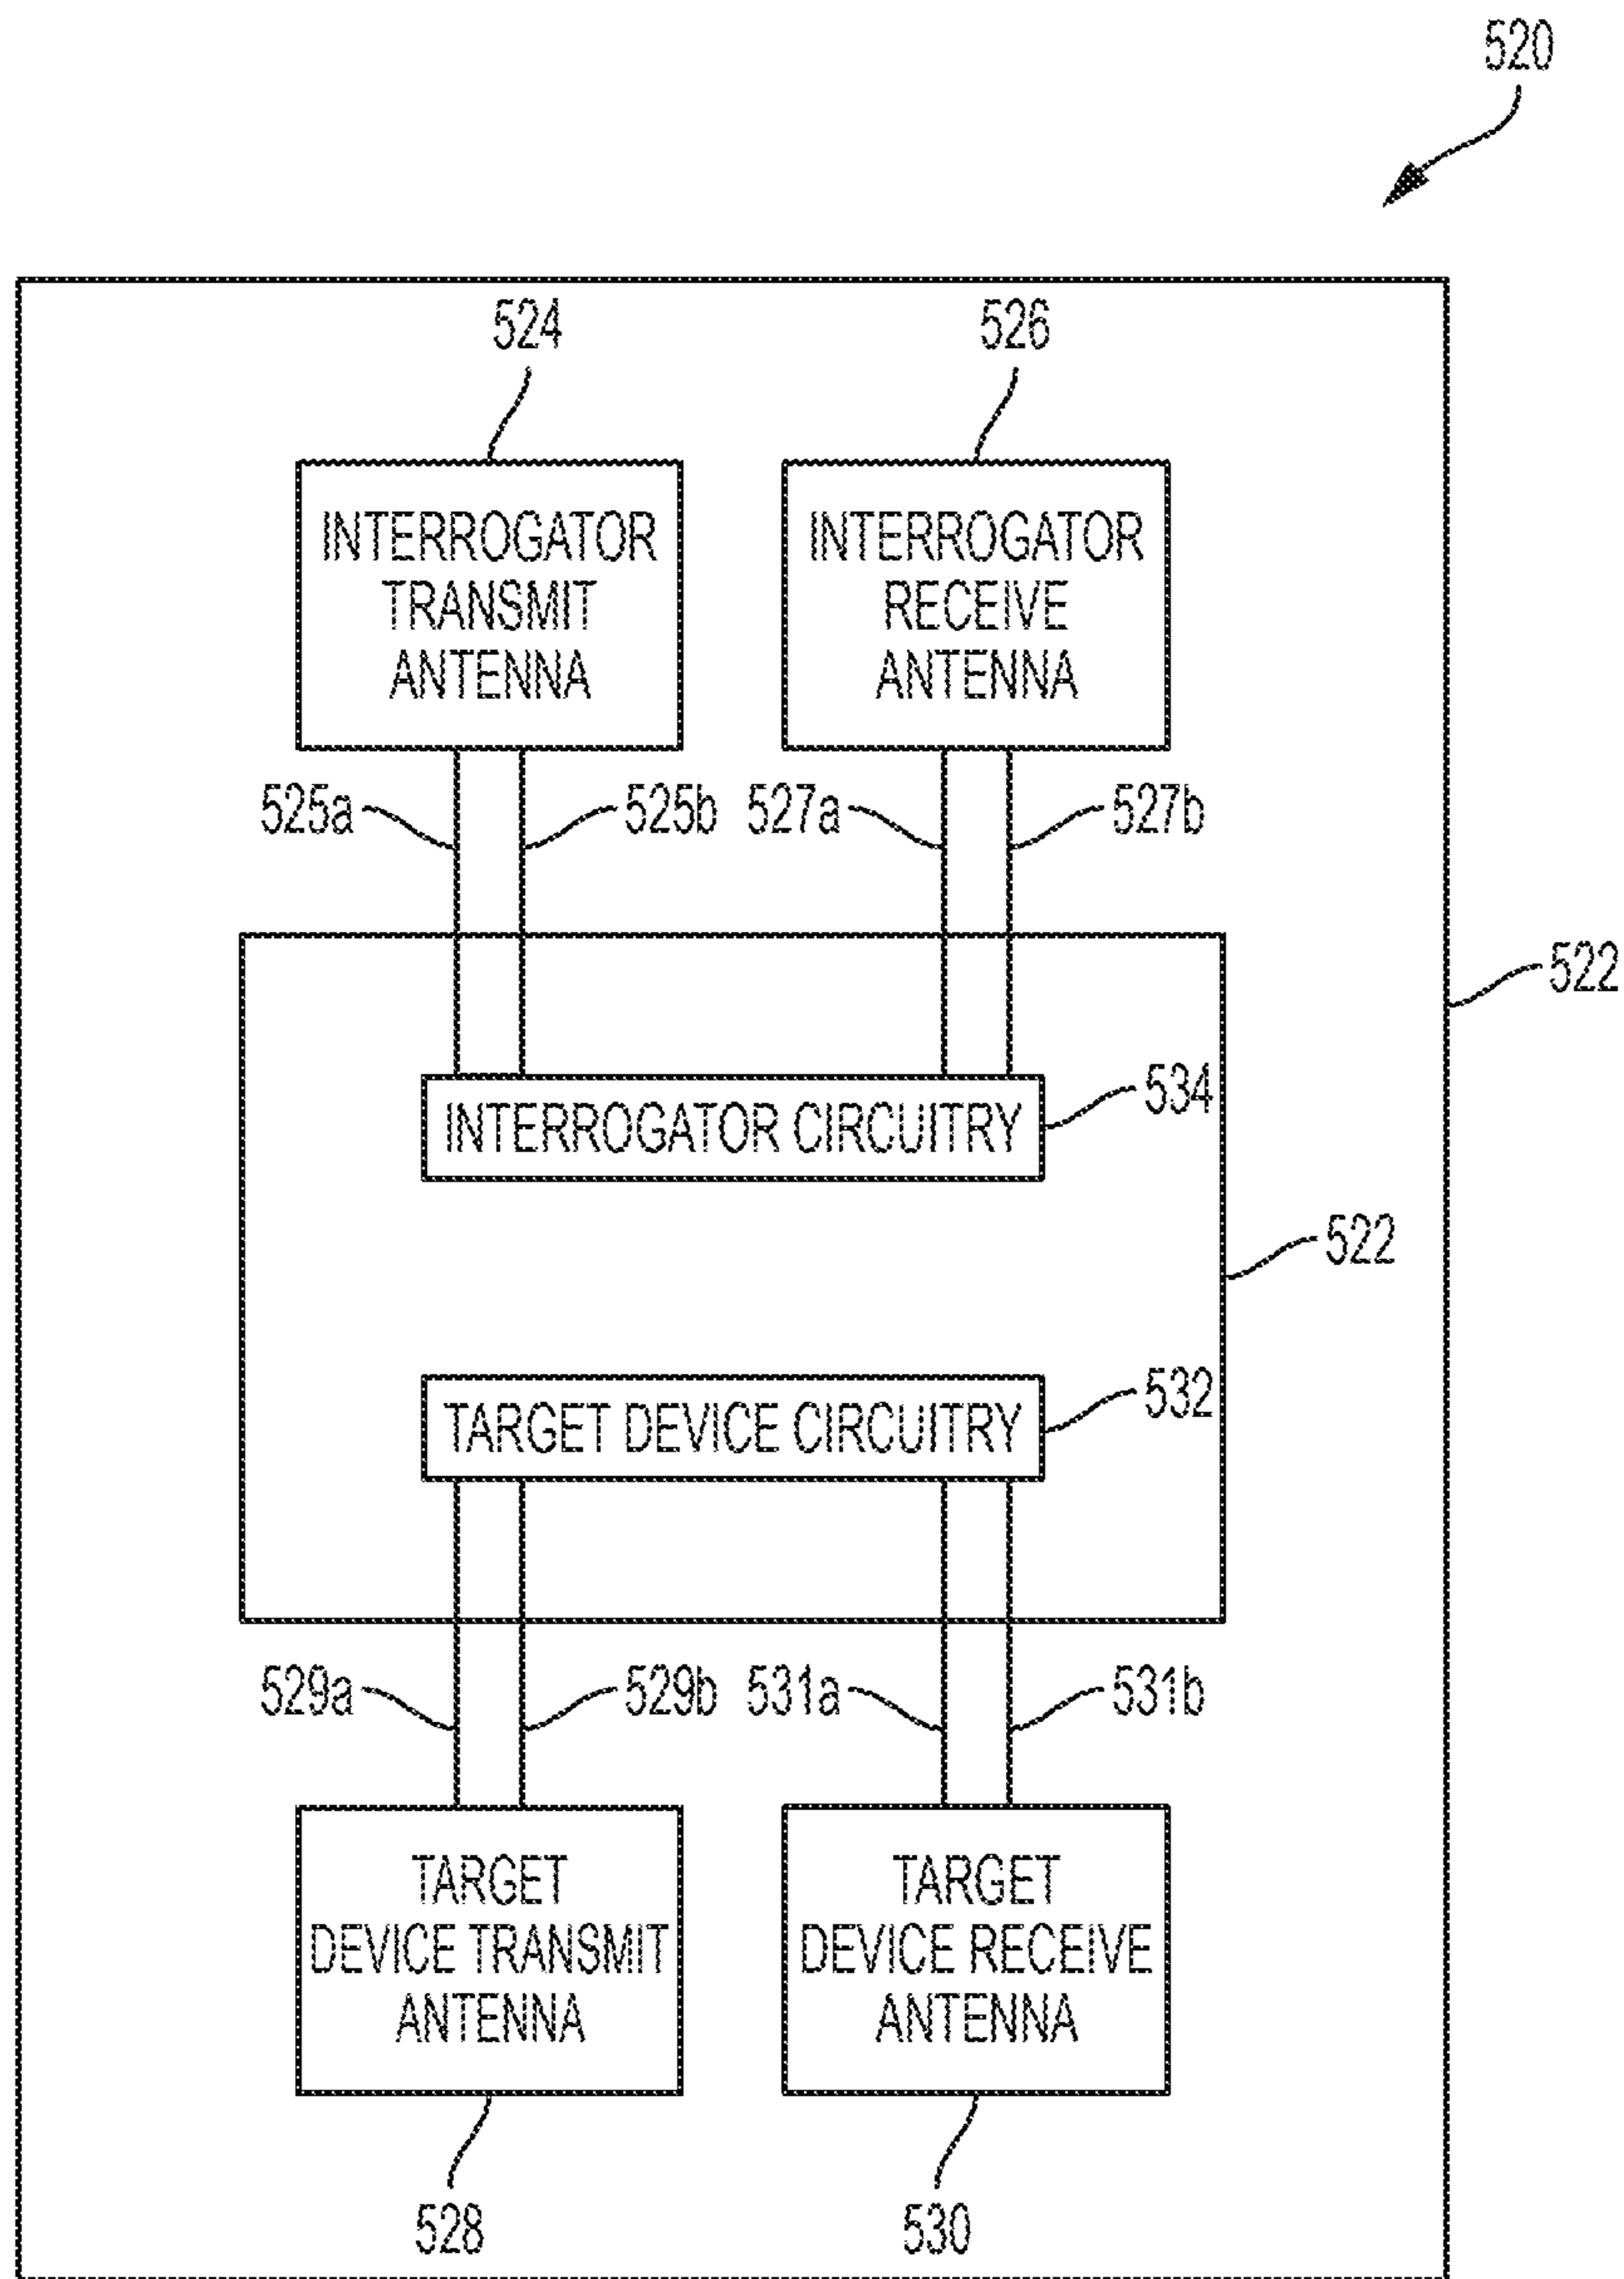 520
524
526
INTERROGATOR
TRANSMIT
ANTENNA
INTERROGATOR
RECEIVE
ANTENNA
525a
525b
527a
527b
522
534
INTERROGATOR CIRCUITRY
522
532
TARGET DEVICE CIRCUITRY
529a
529b
531a
531b
TARGET
DEVICE TRANSMIT
ANTENNA
TARGET
DEVICE RECEIVE
ANTENNA
528
530